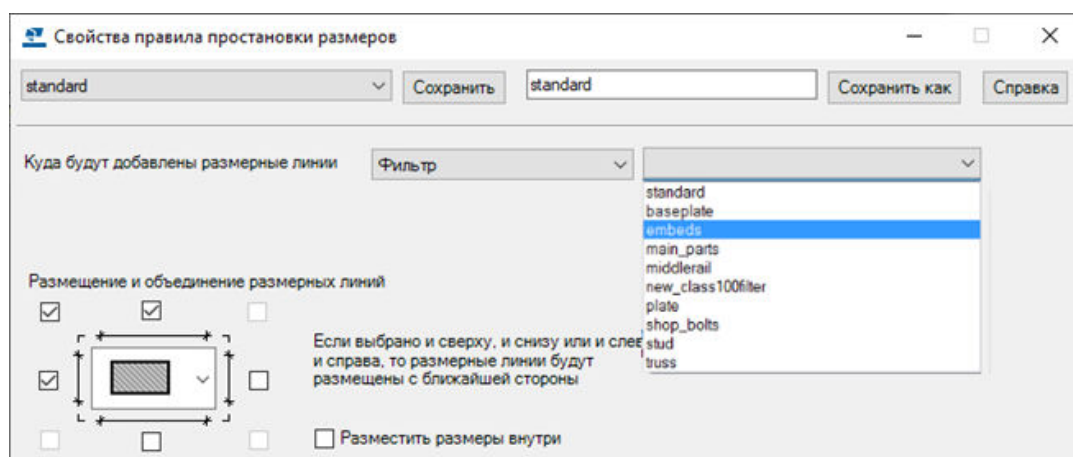 Свойства правила простановки размеров
standard Сохранить standard Сохранить как Справка
Куда будут добавлены размерные линии Фильтр
standard
baseplate
embeds
main_parts
middlerail
new_class100filter
plate
shop_bolts
stud
truss
Размещение и объединение размерных линий
Если выбрано и сверху, и снизу или и
и справа, то размерные линии будут
размещены с ближайшей стороны
Разместить размеры внутри